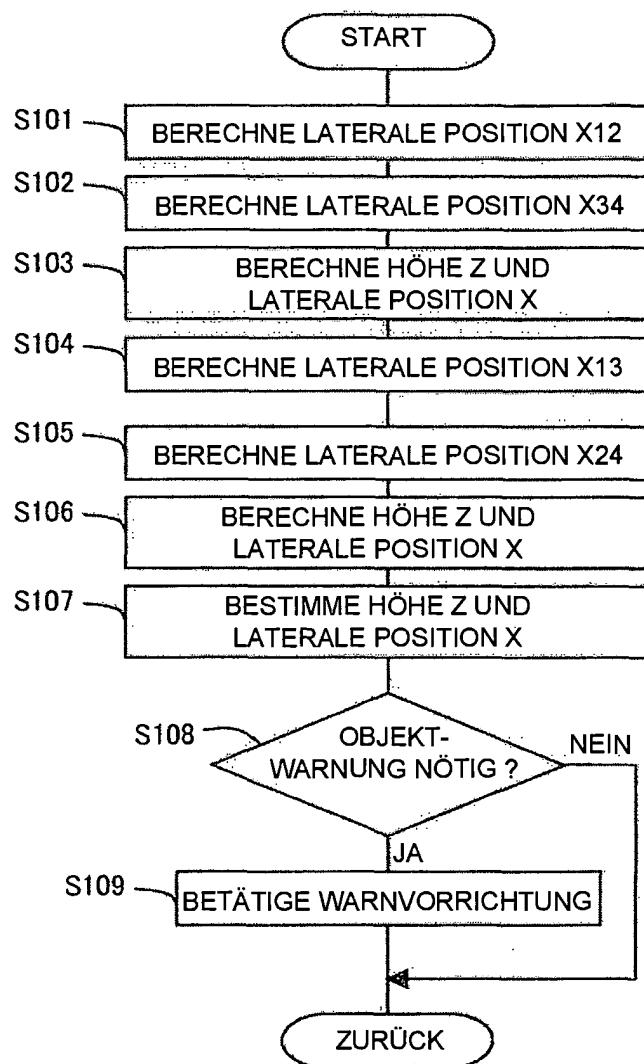 START
S101
BERECHNE LATERALE POSITION X12
S102
BERECHNE LATERALE POSITION X34
S103
BERECHNE HÖHE Z UND
LATERALE POSITION X
S104
BERECHNE LATERALE POSITION X13
S105
BERECHNE LATERALE POSITION X24
S106
BERECHNE HÖHE Z UND
LATERALE POSITION X
S107
BESTIMME HÖHE Z UND
LATERALE POSITION X
S108
OBJEKT-
WARNUNG NÖTIG ?
NEIN
JA
S109
BETÄTIGE WARNVORRICHTUNG
ZURÜCK